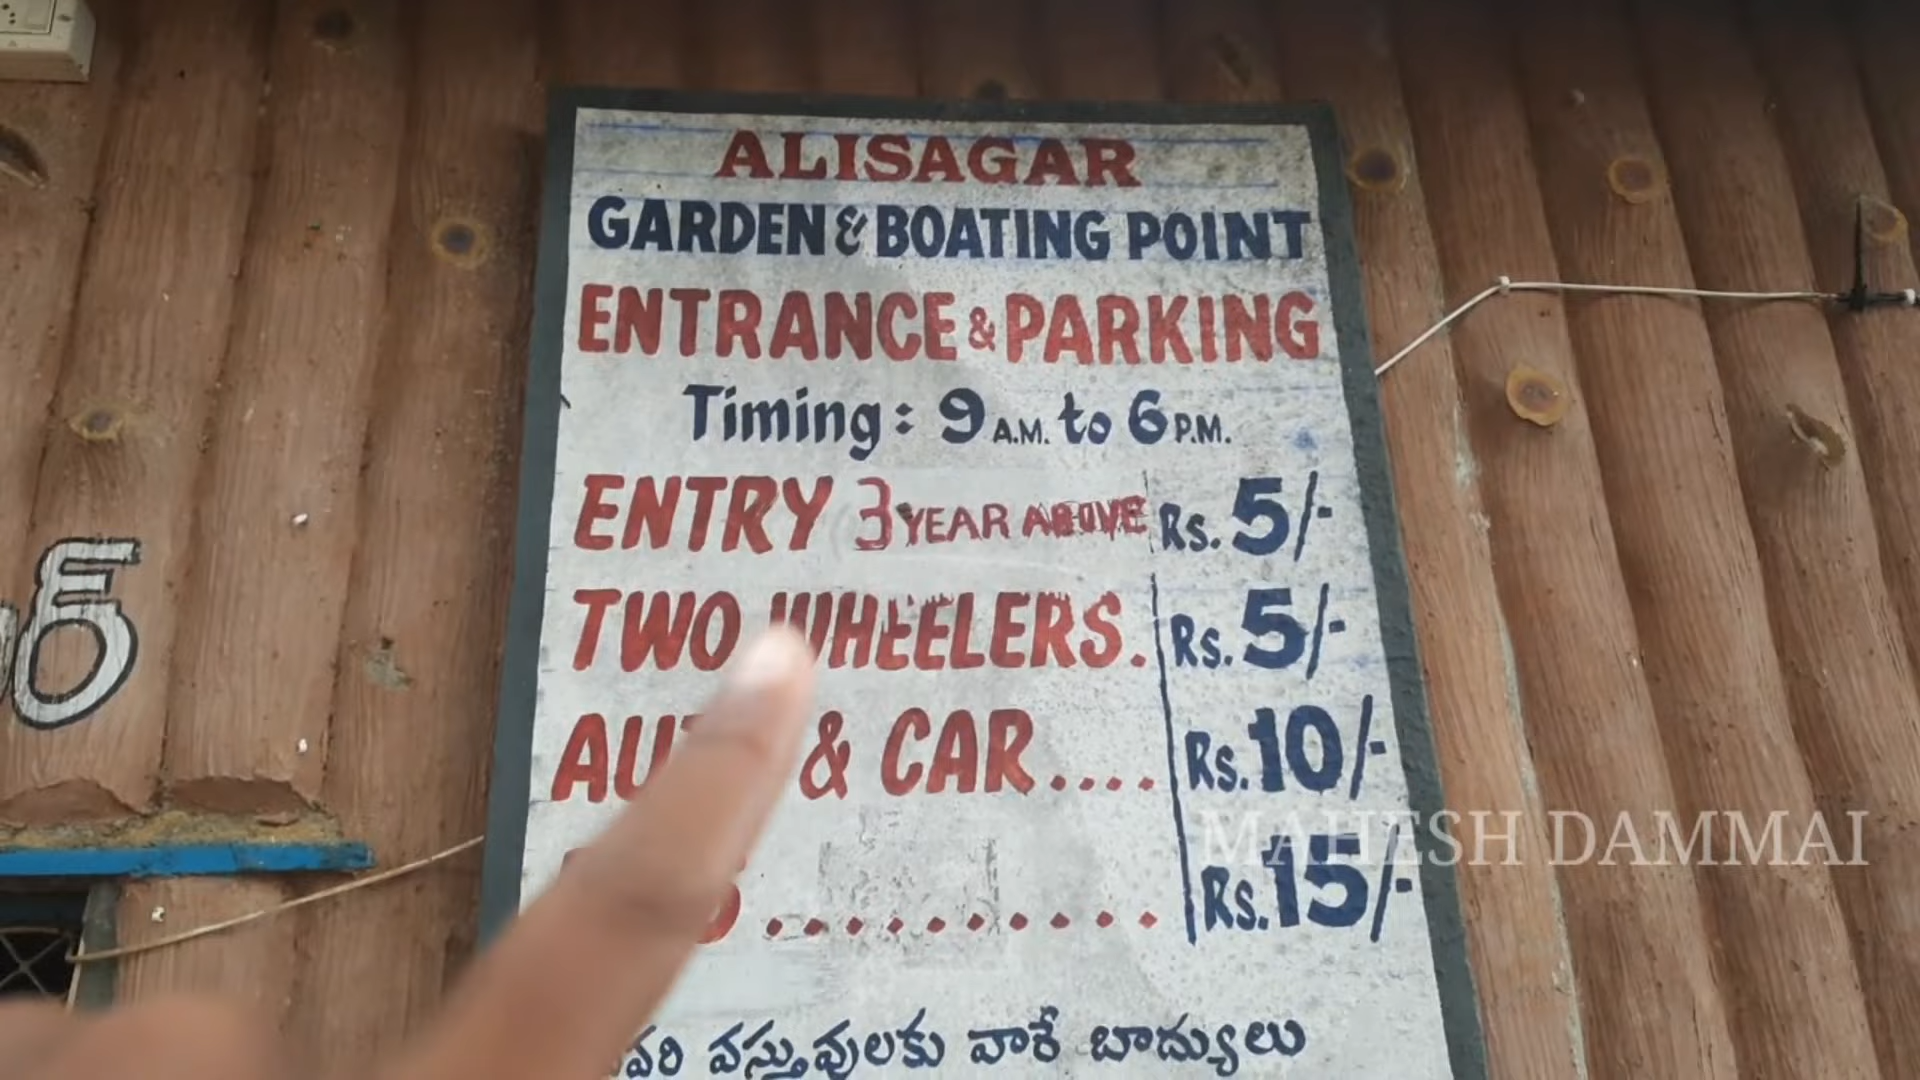 ALISAGAR
GARDEN & BOATING POINT
ENTRANCE & PARKING
Timing : 9 A.M. to 6 P.M.
ENTRY 3 YEAR ABOVE Rs. 5/-
TWO WHEELERS. Rs. 5/-
& CAR.... Rs. 10/-
.......... Rs. 15/-
వస్తువులకు వారే బాద్యులు
MAHESH DAMMAI